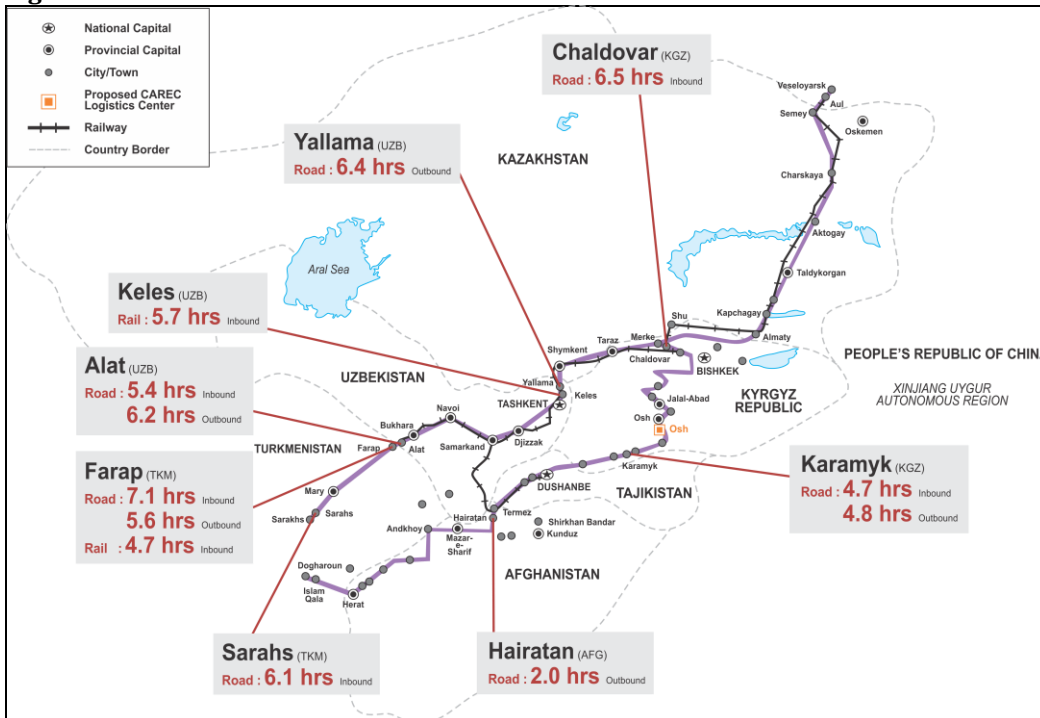 National Capital
Provincial Capital
City/Town
Proposed CAREC
Logistics Center
Railway
Country Border
Chaldovar (KGZ)
Road : 6.5 hrs Inbound
Yallama (UZB)
Road : 6.4 hrs Outbound
Keles (UZB)
Rail : 5.7 hrs Inbound
Alat (UZB)
Road : 5.4 hrs Inbound
6.2 hrs Outbound
Farap (TKM)
Road : 7.1 hrs Inbound
5.6 hrs Outbound
Rail : 4.7 hrs Inbound
Sarahs (TKM)
Road : 6.1 hrs Inbound
Hairatan (AFG)
Road : 2.0 hrs Outbound
Karamyk (KGZ)
Road : 4.7 hrs Inbound
4.8 hrs Outbound
KAZAKHSTAN
Veseloyarsk
Aul
Semey
Oskemen
Charskaya
Aktogay
Taldykorgan
Kapchagay
Almaty
Shu
Merke
Taraz
Chaldovar
BISHKEK
Shymkent
Yallama
Keles
TASHKENT
Aral Sea
UZBEKISTAN
KYRGYZ
REPUBLIC
PEOPLE'S REPUBLIC OF CHINA
XINJIANG UYGUR
AUTONOMOUS REGION
Jalal-Abad
Osh
Osh
Karamyk
TAJIKISTAN
DUSHANBE
Navoi
Bukhara
Alat
Farap
Samarkand
Djizzak
TURKMENISTAN
Mary
Sarakhs
Sarahs
Termez
Hairatan
Shirkhan Bandar
Kunduz
Andkhoy
Mazar-
e-
Sharif
AFGHANISTAN
Dogharoun
Islam
Qala
Herat